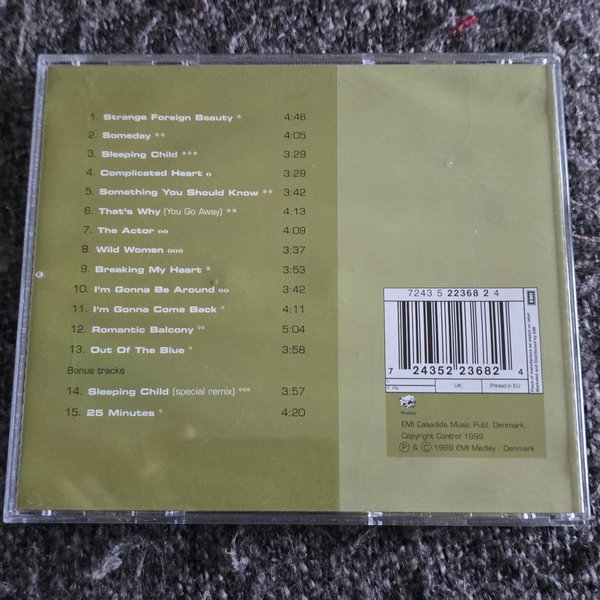 1. Strange Foreign Beauty ° 4:46
2. Someday °° 4:05
3. Sleeping Child °°° 3:29
4. Complicated Heart o 3:29
5. Something You Should Know °° 3:42
6. That's Why (You Go Away) °° 4:13
7. The Actor oo 4:09
8. Wild Women ooo 3:37
9. Breaking My Heart ° 3:53
10. I'm Gonna Be Around oo 3:42
11. I'm Gonna Come Back ° 4:11
12. Romantic Balcony °° 5:04
13. Out Of The Blue ° 3:58
Bonus tracks
14. Sleeping Child (special remix) °°° 3:57
15. 25 Minutes ° 4:20
7243 5 22368 2 4
7 24352 23682 4
P: PM
UK
Printed in EU
EMI
Medley
EMI Casadida Music Publ. Denmark,
Copyright Control 1999
Ⓟ & © 1999 EMI Medley - Denmark